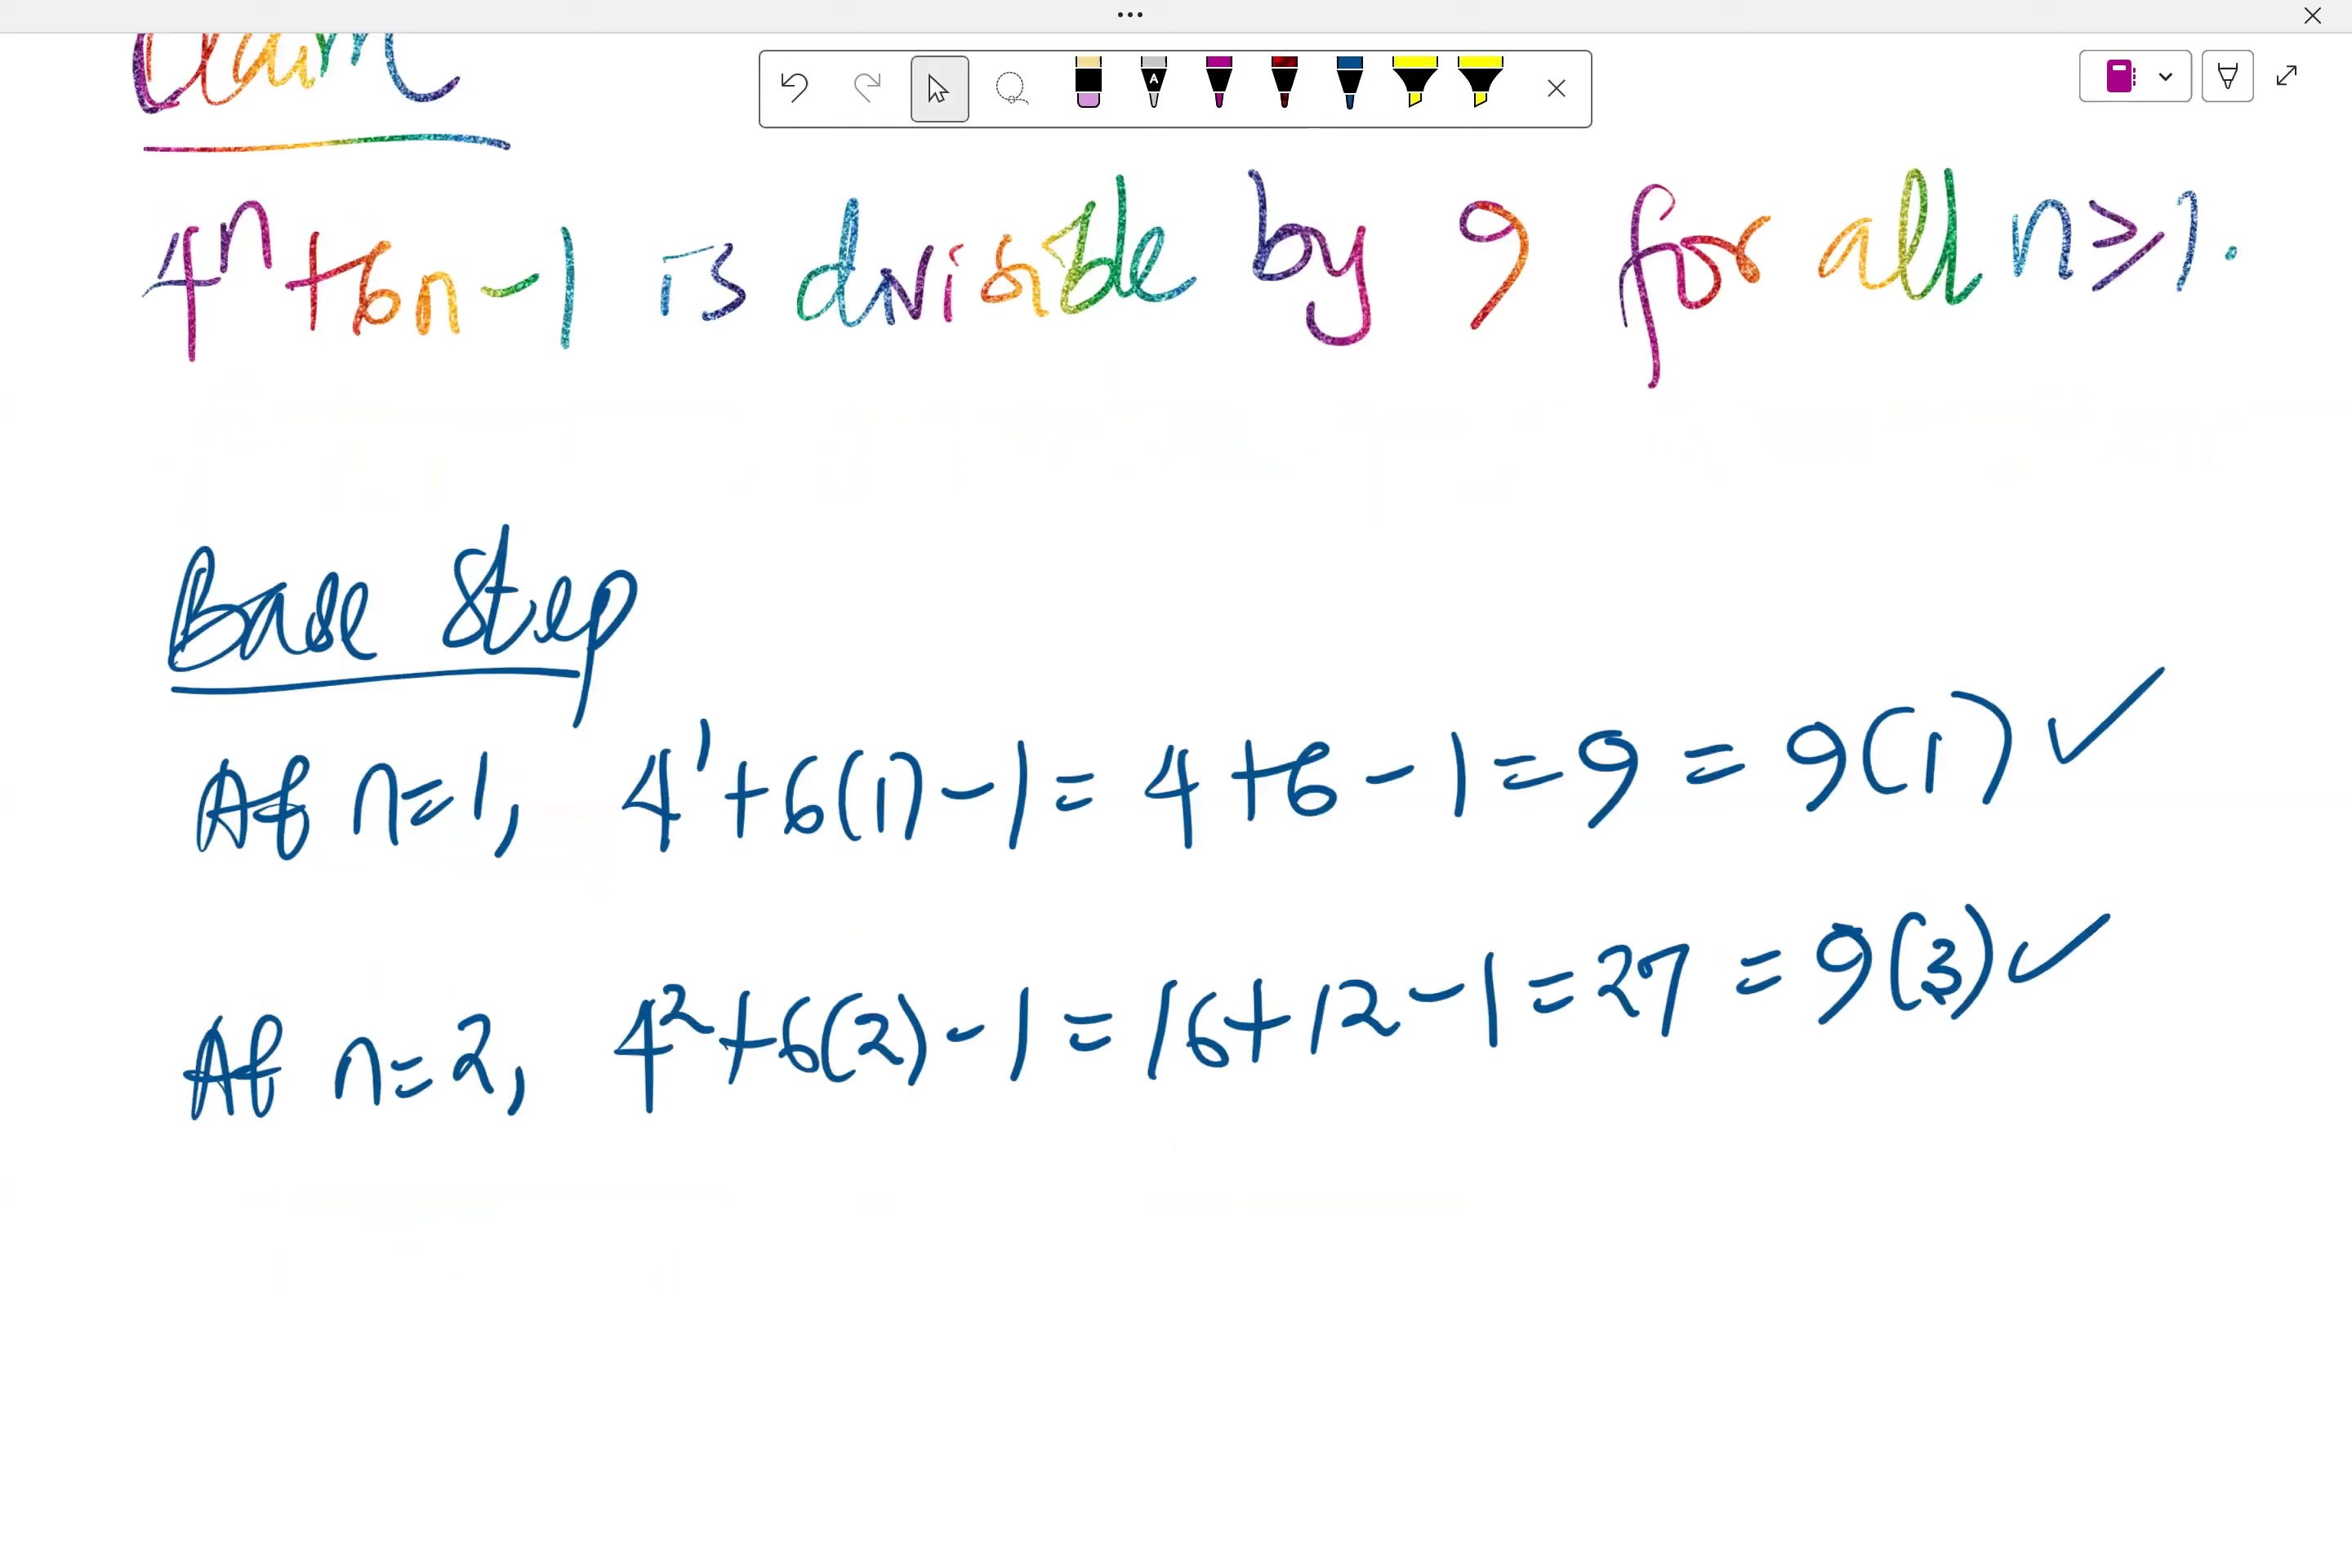 Claim
4ⁿ+6n-1 is divisible by 9 for all n≥1.
Base Step
At n=1, 4¹+6(1)-1= 4+6-1=9 = 9(1) ✓
At n=2, 4²+6(2)-1 = 16+12-1=27 = 9(3) ✓